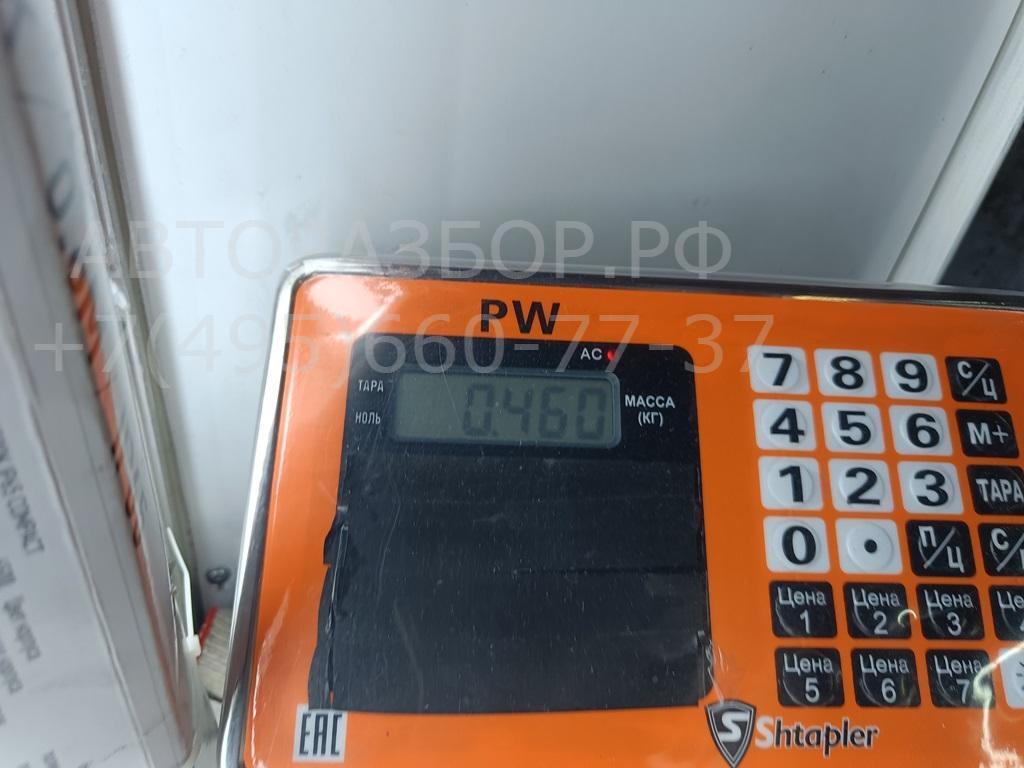 АВТОРАЗБОР.РФ
+7(495)660-77-37
PW
AC
ТАРА
НОЛЬ
0.460
МАССА
(КГ)
7 8 9 С/Ц
4 5 6 М+
1 2 3 ТАРА
0 . П/Ц С/
Цена 1 Цена 2 Цена 3
Цена 5 Цена 6 Цена 7
EAC
S Shtapler
COMPACT